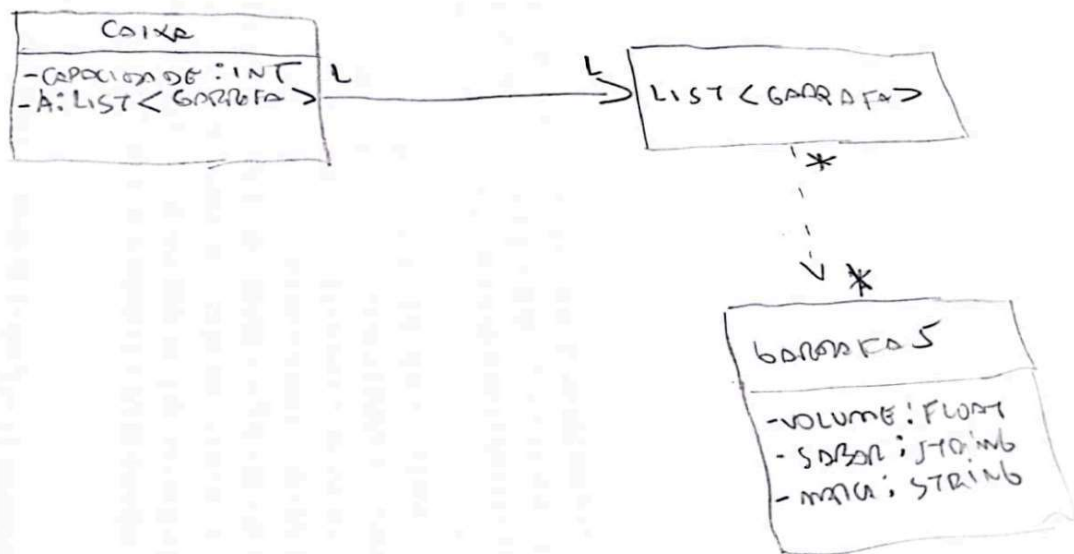 CAIXA
-CAPACIDADE: INT
-A: LIST<GARRAFA>
1
1
LIST<GARRAFA>
*
*
GARRAFAS
-VOLUME: FLOAT
-SABOR: STRING
-MARCA: STRING